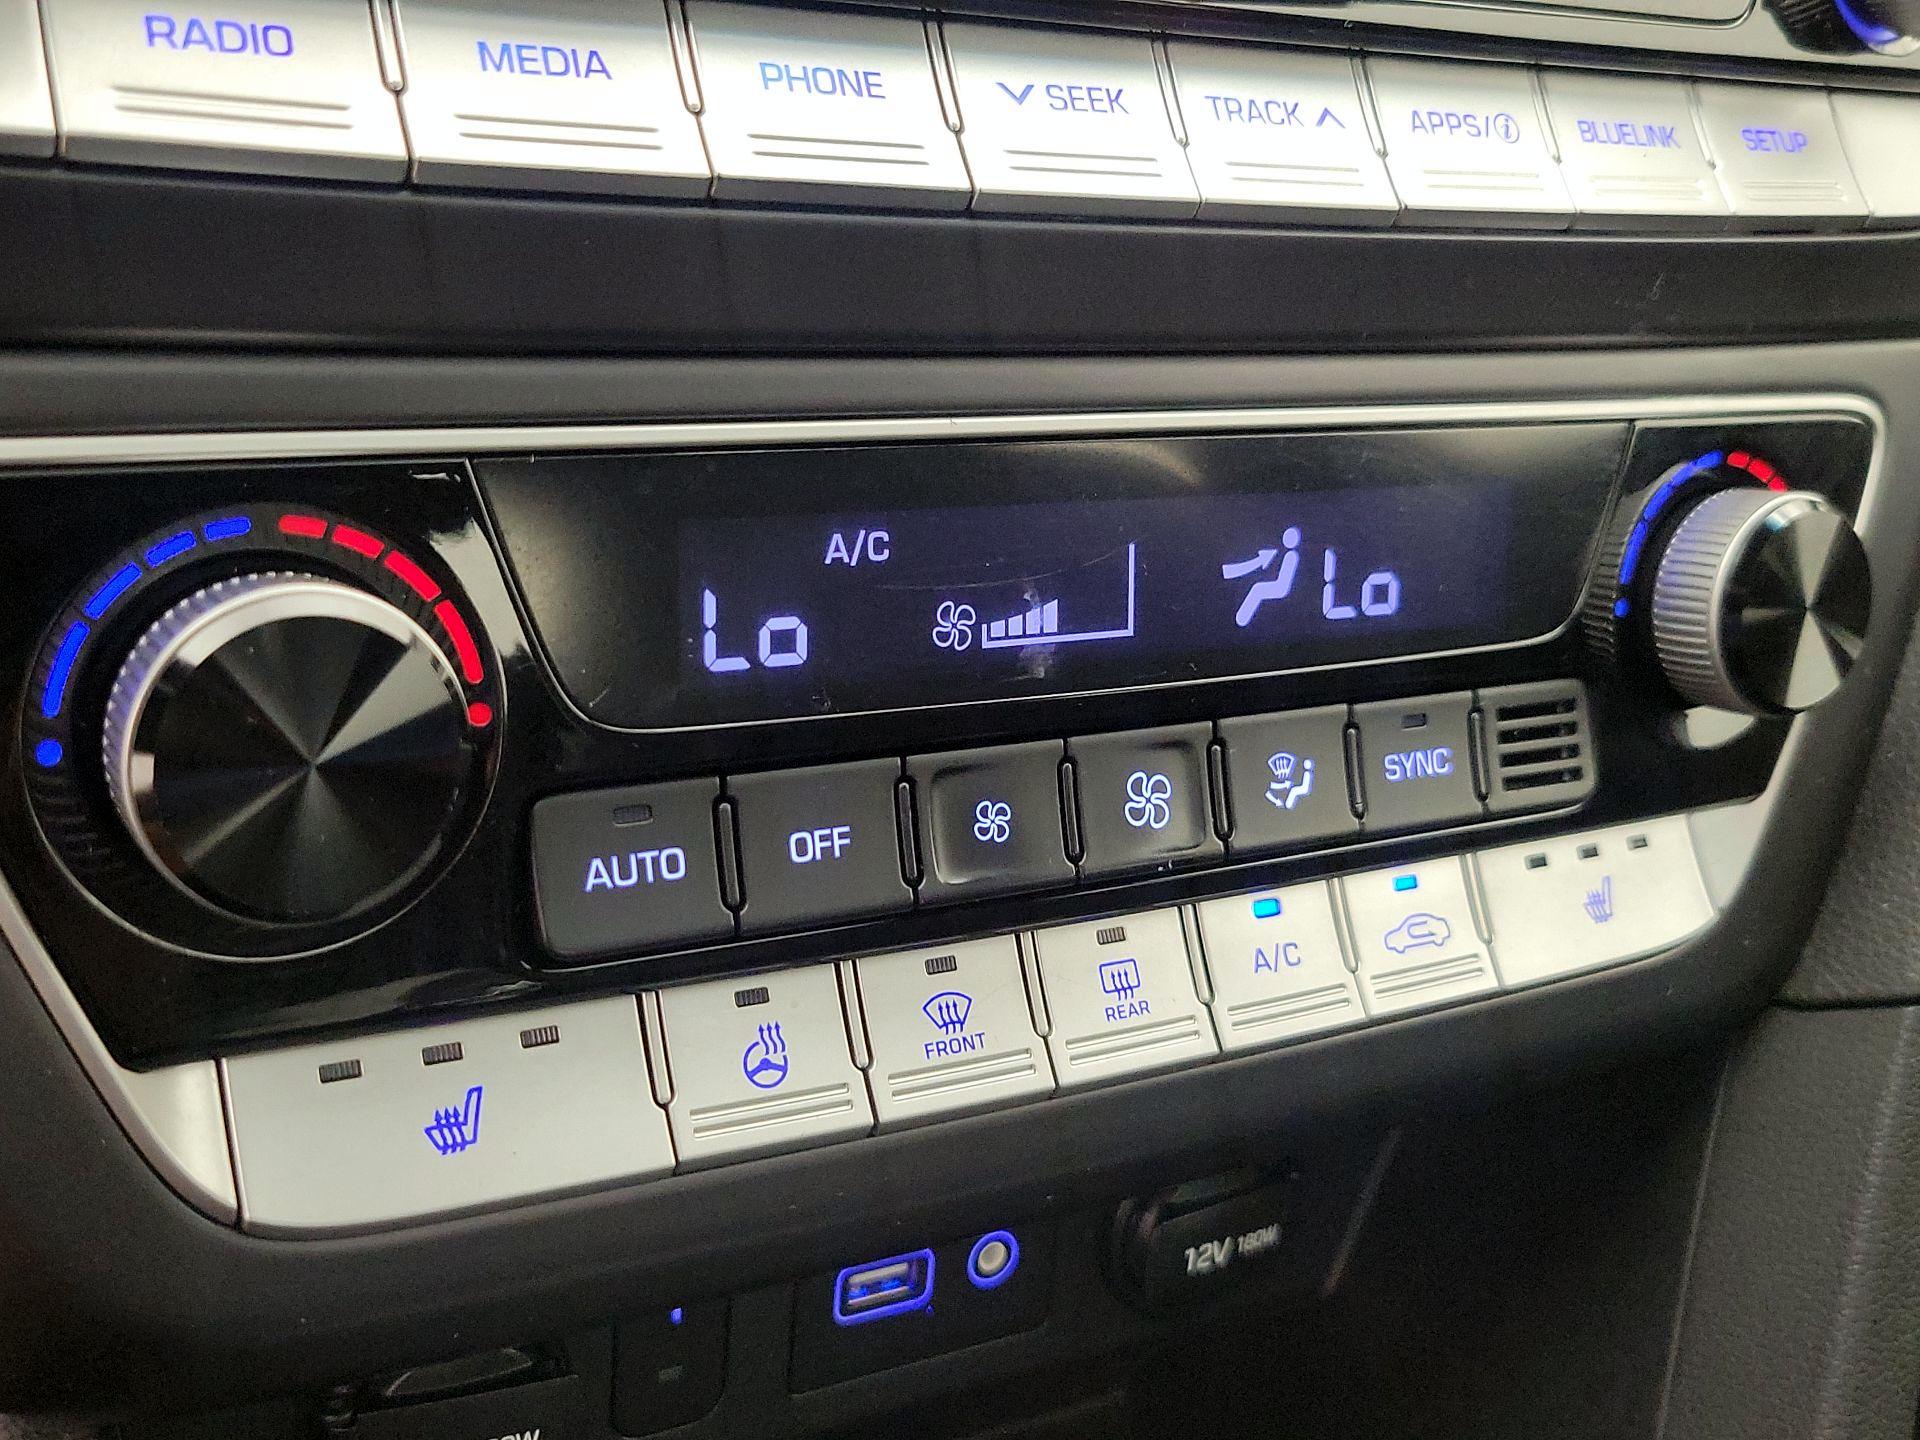 RADIO
MEDIA
PHONE
SEEK
TRACK
APPS/i
BLUELINK
SETUP
A/C
Lo
Lo
AUTO
OFF
SYNC
FRONT
REAR
A/C
12V 180W